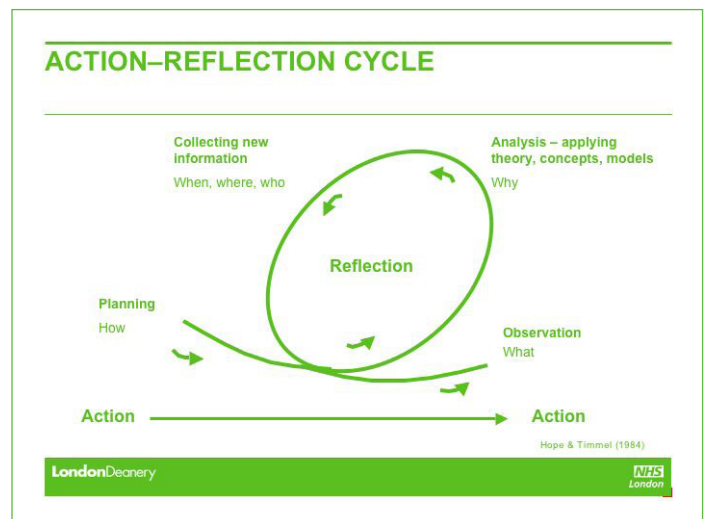 ACTION–REFLECTION CYCLE
Collecting new
information
When, where, who
Analysis – applying
theory, concepts, models
Why
Reflection
Planning
How
Observation
What
Action
Action
Hope & Timmel (1984)
LondonDeanery
NHS
London